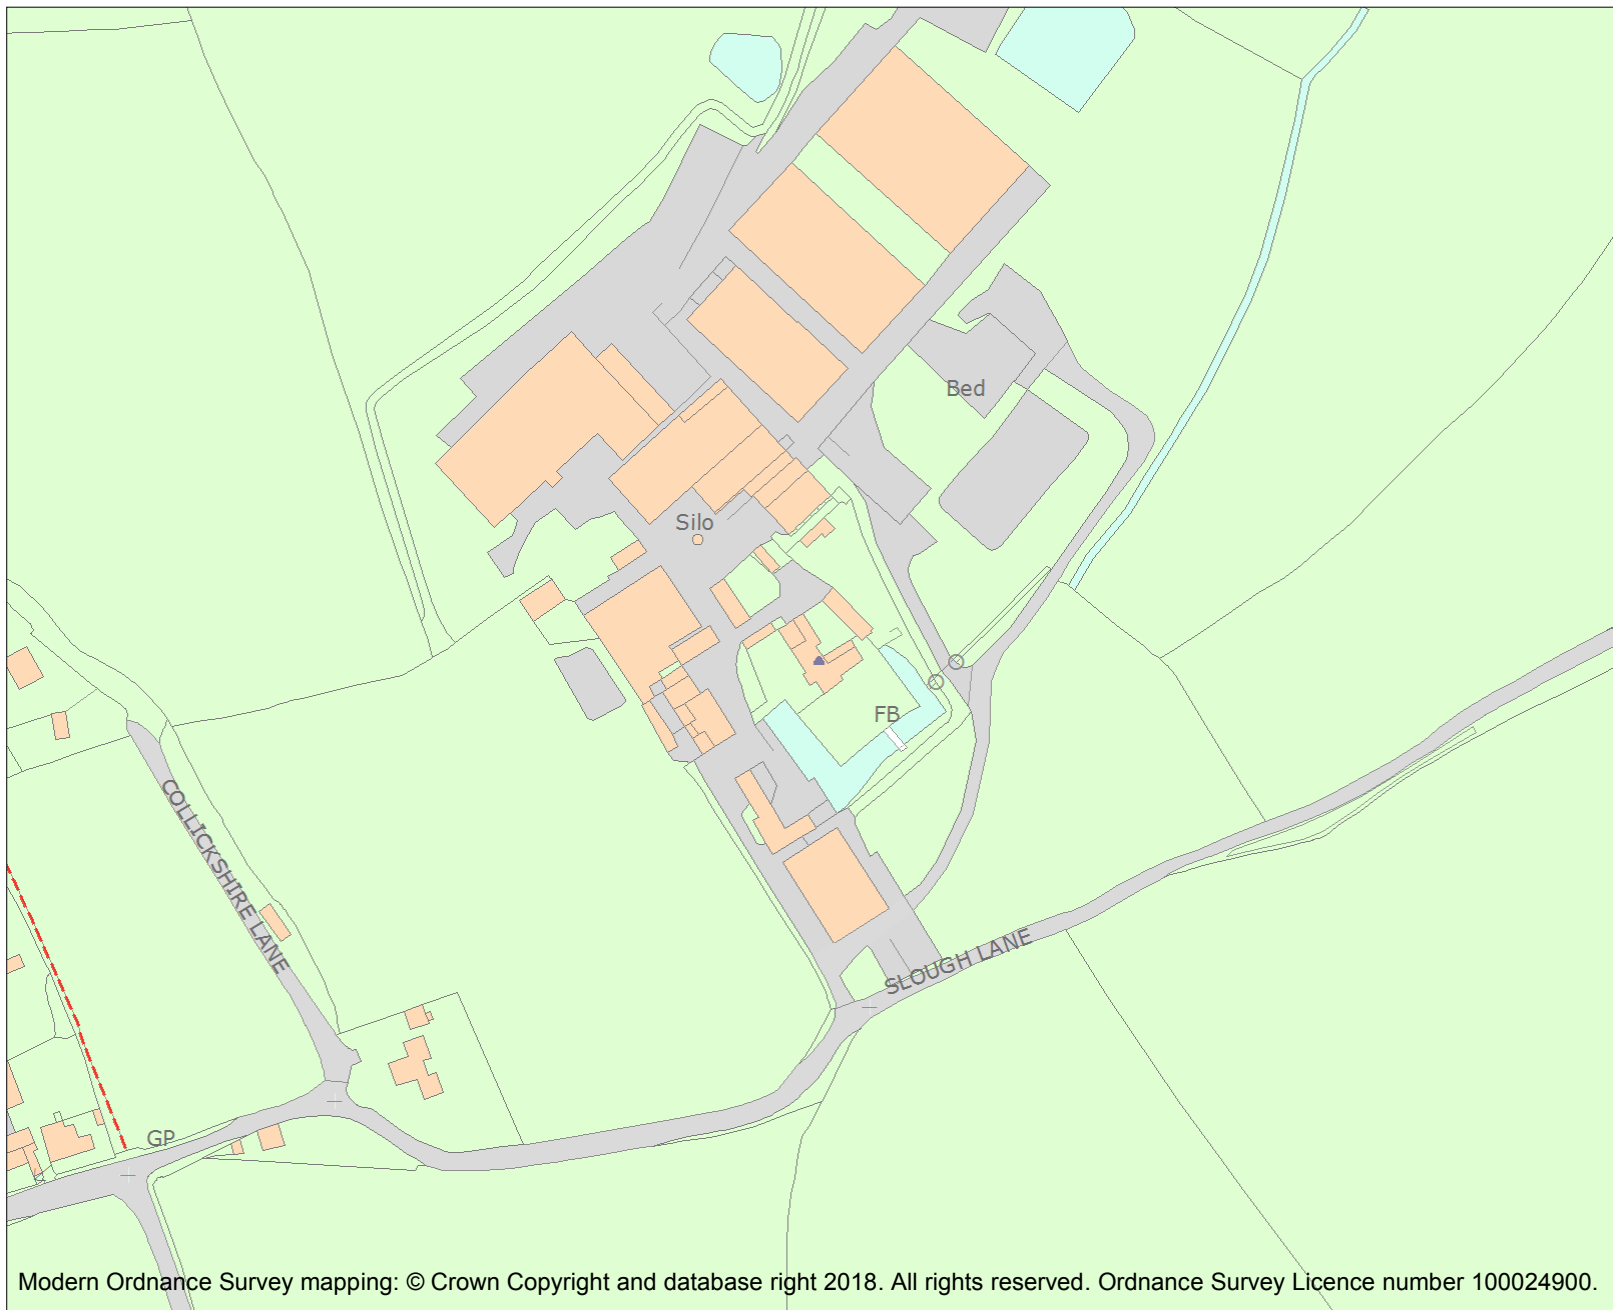 Bed
Silo
FB
COLLICKSHIRE LANE
SLOUGH LANE
GP
Modern Ordnance Survey mapping: © Crown Copyright and database right 2018. All rights reserved. Ordnance Survey Licence number 100024900.